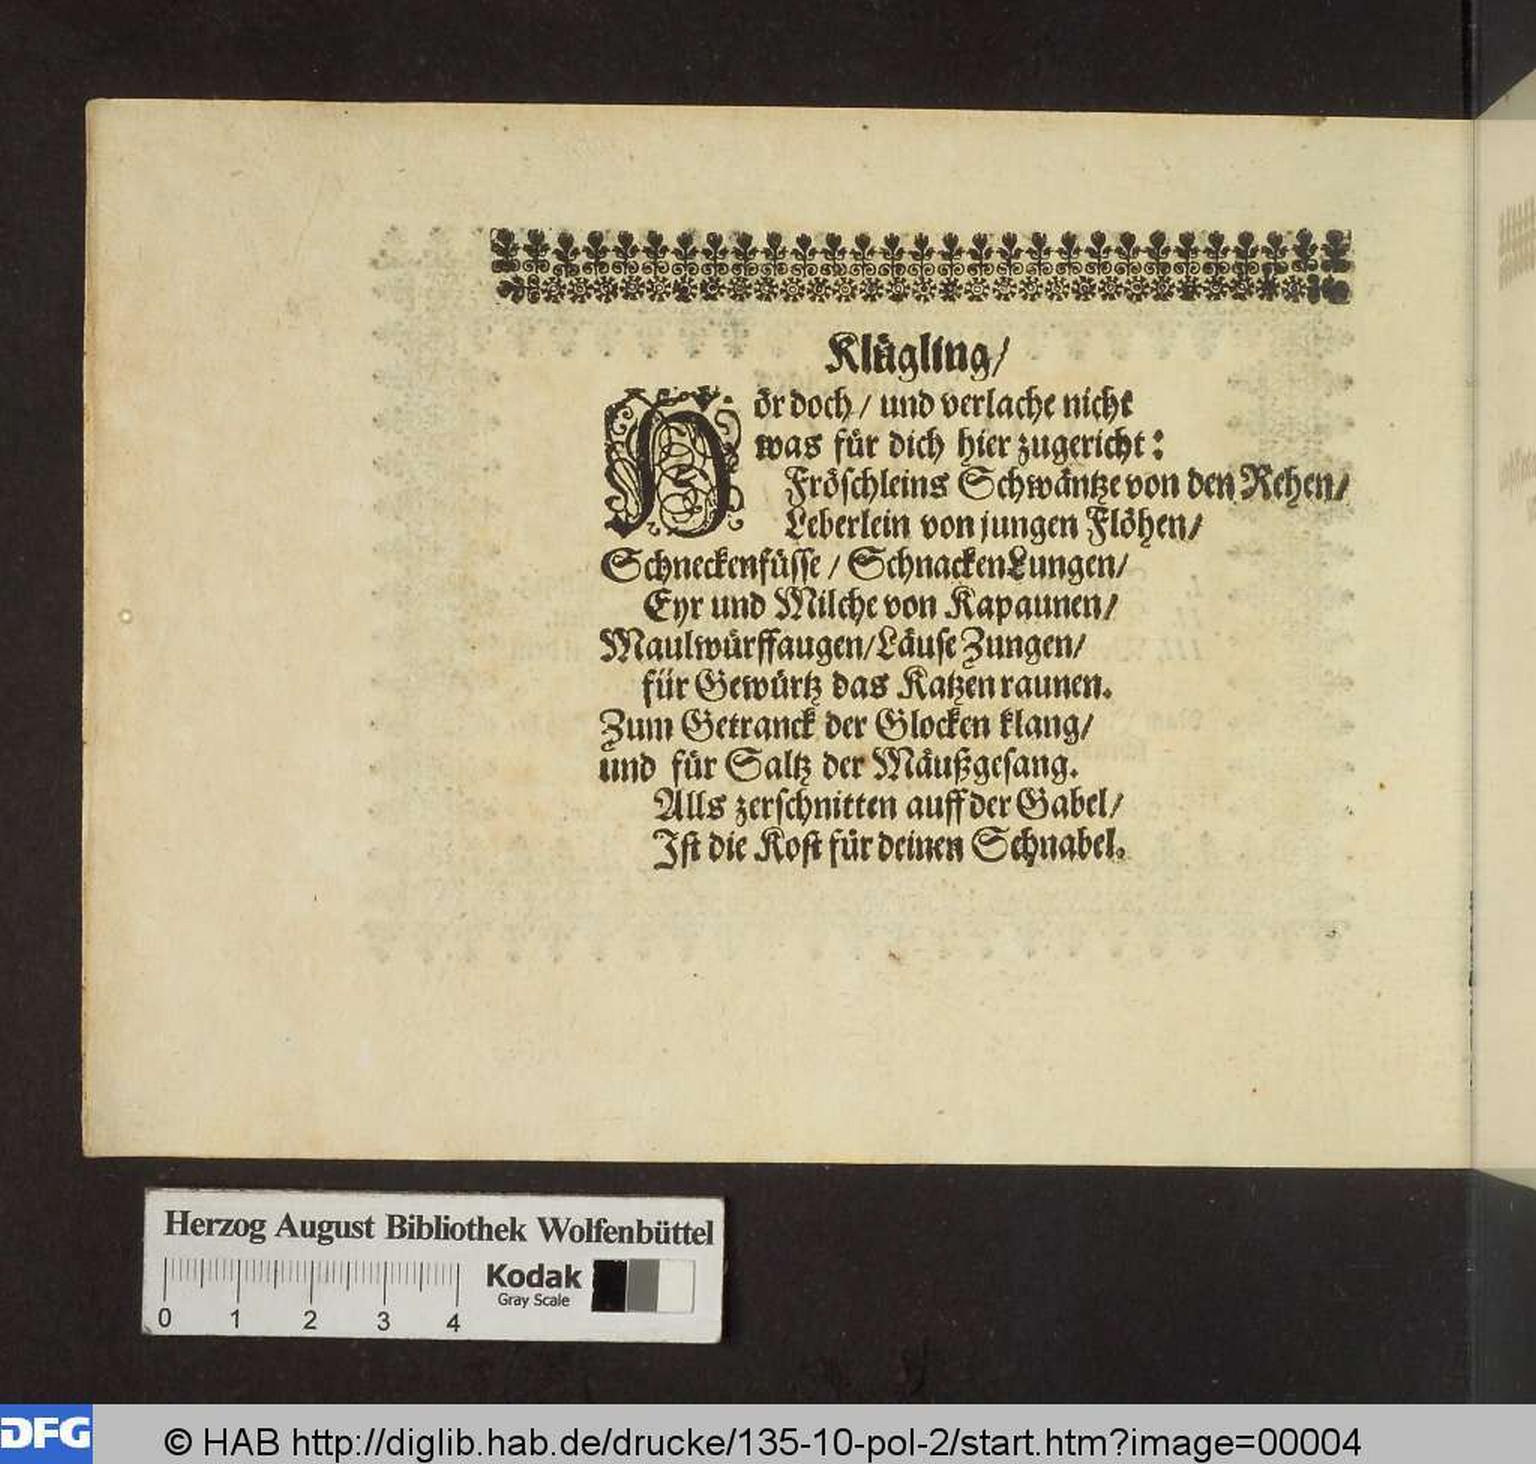 Klügling/
Hör doch/ und verlache nicht
was für dich hier zugericht:
Fröschleins Schwäntze von den Rehen/
Leberlein von jungen Flöhen/
Schneckenfüsse/ SchnackenLungen/
Eyr und Milche von Kapaunen/
Maulwürffaugen/Läuse Zungen/
für Gewürtz das Katzen raunen.
Zum Getranck der Glocken klang/
und für Saltz der Mäußgesang.
Alls zerschnitten auff der Gabel/
Ist die Kost für deinen Schnabel.
Herzog August Bibliothek Wolfenbüttel
Kodak
Gray Scale
0 1 2 3 4
DFG © HAB http://diglib.hab.de/drucke/135-10-pol-2/start.htm?image=00004